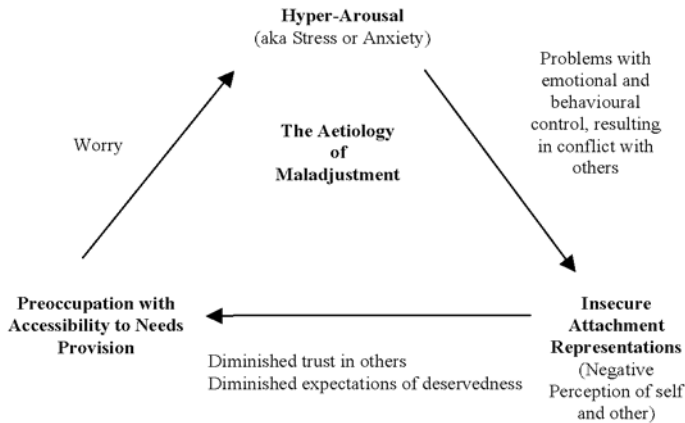 Hyper-Arousal
(aka Stress or Anxiety)
Problems with
emotional and
behavioural
control, resulting
in conflict with
others
The Aetiology
of
Maladjustment
Worry
Preoccupation with
Accessibility to Needs
Provision
Insecure
Attachment
Representations
(Negative
Perception of self
and other)
Diminished trust in others
Diminished expectations of deservedness